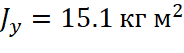 J_y = 15.1 кг м²